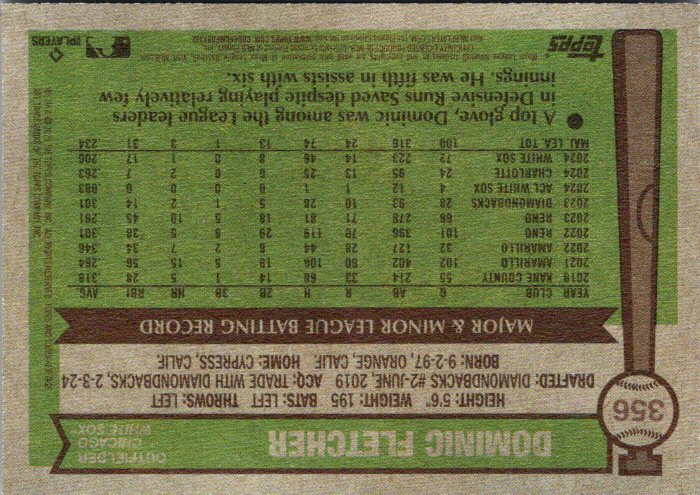 356
DOMINIC FLETCHER
OUTFIELDER
CHICAGO
WHITE SOX
HEIGHT: 5'6" WEIGHT: 195 BATS: LEFT THROWS: LEFT
DRAFTED: DIAMONDBACKS #2-JUNE, 2019 ACQ: TRADE WITH DIAMONDBACKS, 2-3-24
BORN: 9-2-97, ORANGE, CALIF. HOME: CYPRESS, CALIF.
MAJOR & MINOR LEAGUE BATTING RECORD
YEAR CLUB G AB R H 2B 3B HR RBI AVG
2019 KANE COUNTY 55 214 33 68 14 1 5 28 .318
2021 AMARILLO 102 402 106 15 56 .264
2022 AMARILLO 32 127 28 44 6 2 7 34 .346
2022 RENO 101 396 70 119 29 5 38 .301
2023 RENO 66 278 81 18 10 45 .291
2023 DIAMONDBACKS 28 93 10 28 5 1 2 14 .301
2024 ACL WHITE SOX 4 12 1 1 0 0 0 .083
2024 CHARLOTTE 24 95 13 25 5 0 2 7 .263
2024 WHITE SOX 72 223 14 46 8 0 1 17 .206
MAJ. LEA. TOT. 100 316 24 74 13 1 3 31 .234
A top glove, Dominic was among the League leaders
in Defensive Runs Saved despite playing relatively few
innings. He was fifth in assists with six.
topps
PLAYERS